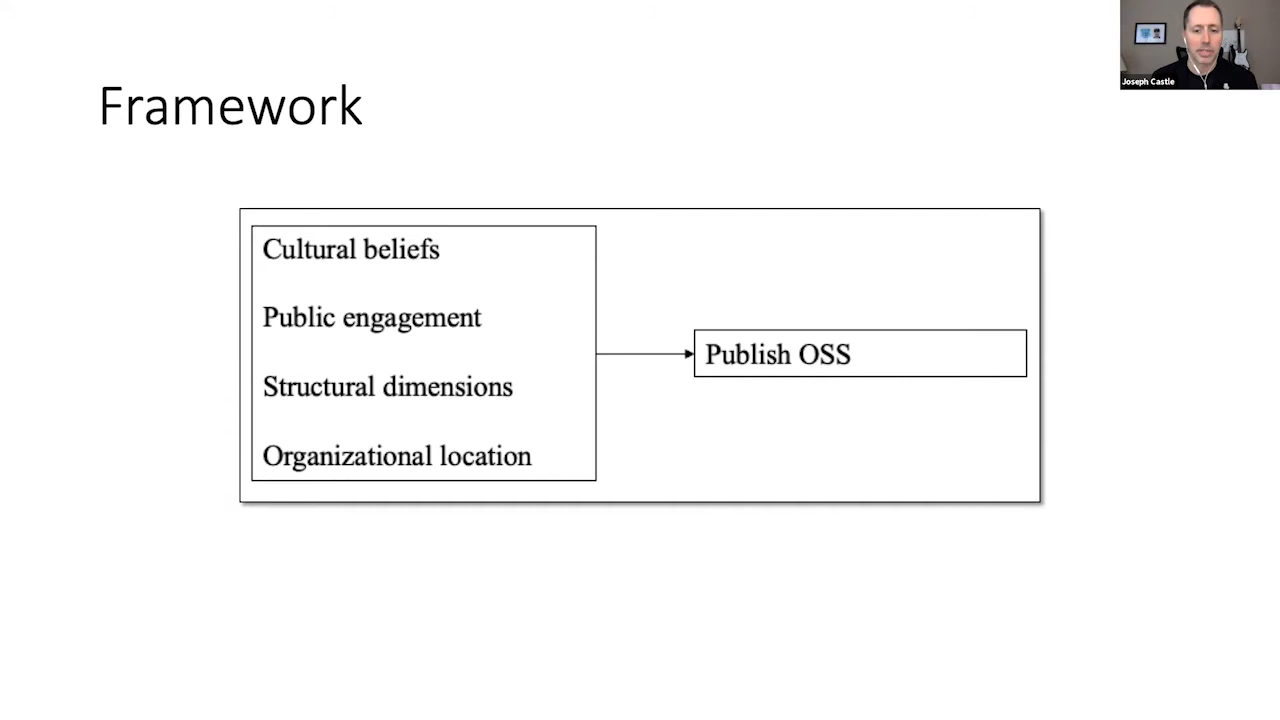 Joseph Castle
Framework
Cultural beliefs
Public engagement
Structural dimensions
Organizational location
Publish OSS